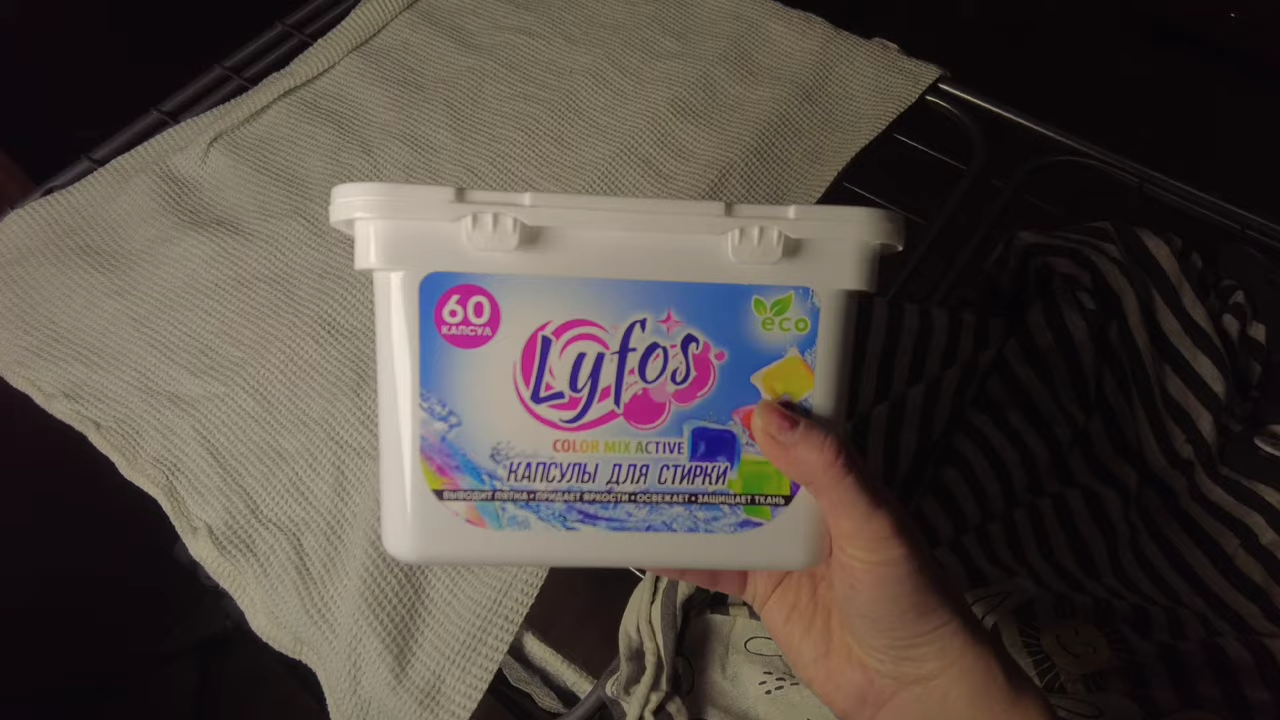 60
КАПСУЛ
eco
Lyfos
COLOR MIX ACTIVE
КАПСУЛЫ ДЛЯ СТИРКИ
ВЫВОДИТ ПЯТНА • ПРИДАЕТ ЯРКОСТИ • ОСВЕЖАЕТ • ЗАЩИЩАЕТ ТКАНЬ